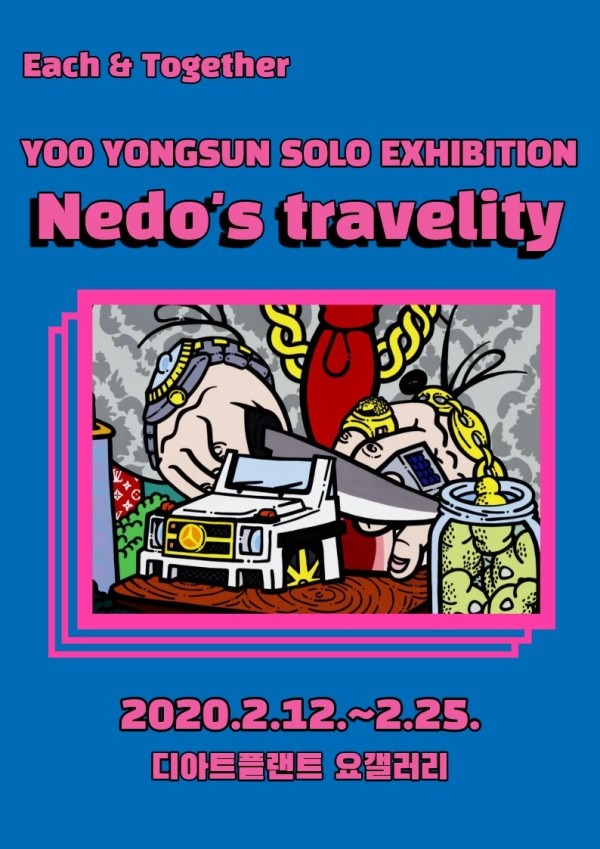 Each & Together
YOO YONGSUN SOLO EXHIBITION
Nedo's travelity
2020.2.12.~2.25.
디아트플랜트 요갤러리